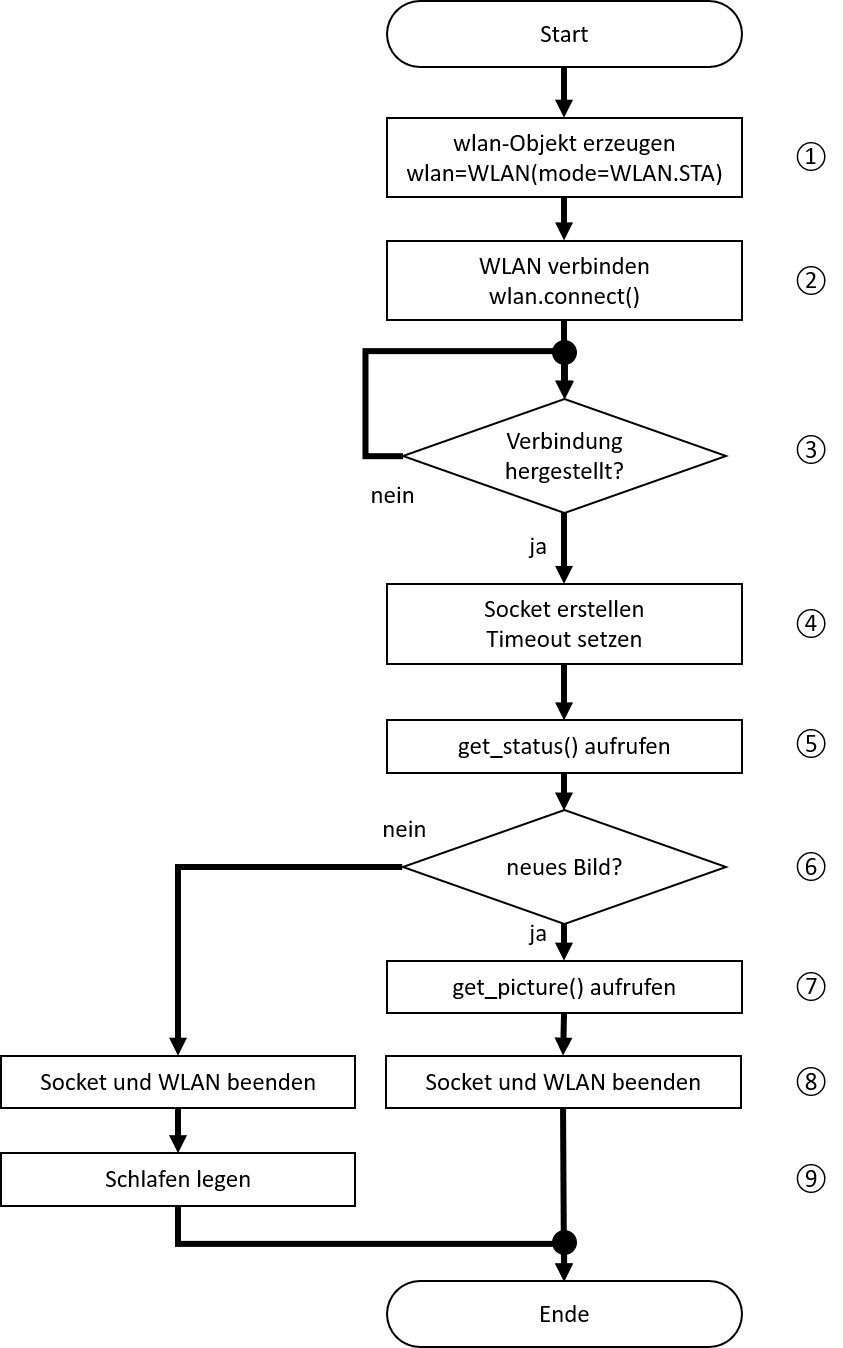 Start
wlan-Objekt erzeugen
wlan=WLAN(mode=WLAN.STA)
①
WLAN verbinden
wlan.connect()
②
Verbindung
hergestellt?
③
nein
ja
Socket erstellen
Timeout setzen
④
get_status() aufrufen
⑤
nein
neues Bild?
⑥
ja
get_picture() aufrufen
⑦
Socket und WLAN beenden
Socket und WLAN beenden
⑧
Schlafen legen
⑨
Ende